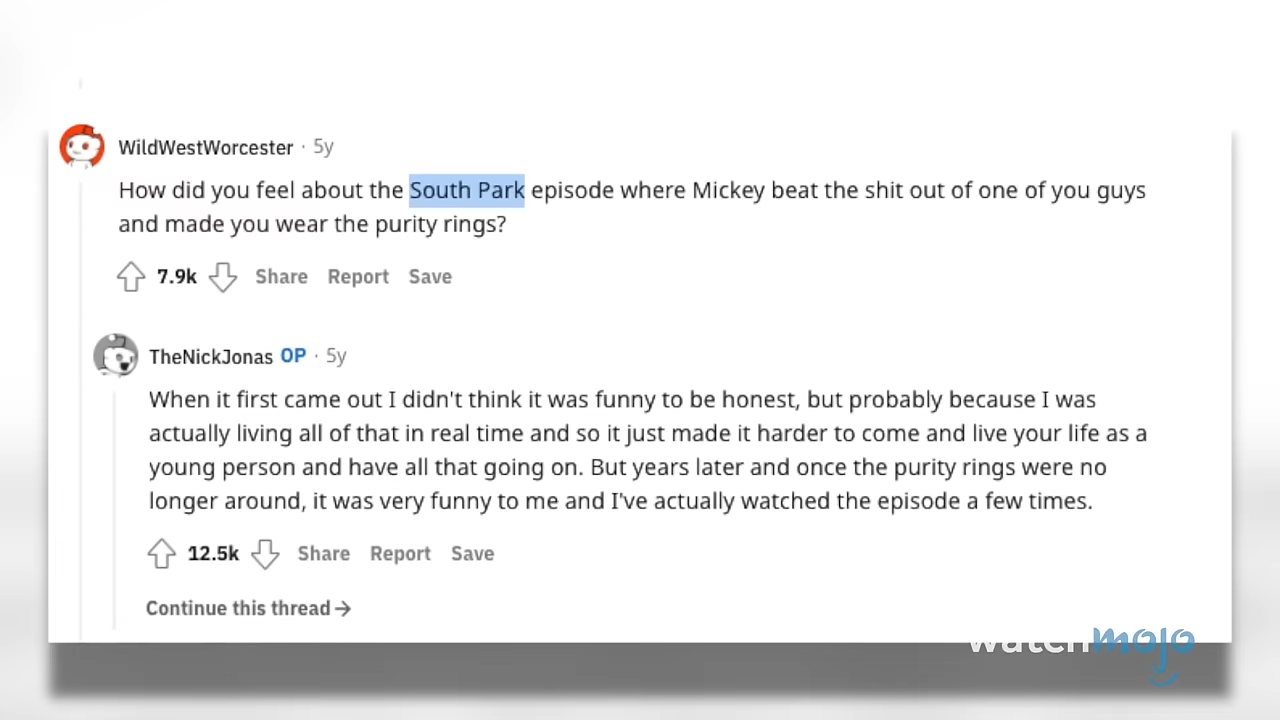 WildWestWorcester · 5y
How did you feel about the South Park episode where Mickey beat the shit out of one of you guys
and made you wear the purity rings?
7.9k Share Report Save
TheNickJonas OP · 5y
When it first came out I didn't think it was funny to be honest, but probably because I was
actually living all of that in real time and so it just made it harder to come and live your life as a
young person and have all that going on. But years later and once the purity rings were no
longer around, it was very funny to me and I've actually watched the episode a few times.
12.5k Share Report Save
Continue this thread→
watchmojo